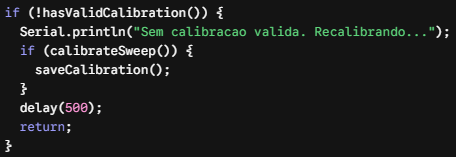 if (!hasValidCalibration()) {
  Serial.println("Sem calibracao valida. Recalibrando...");
  if (calibrateSweep()) {
    saveCalibration();
  }
  delay(500);
  return;
}